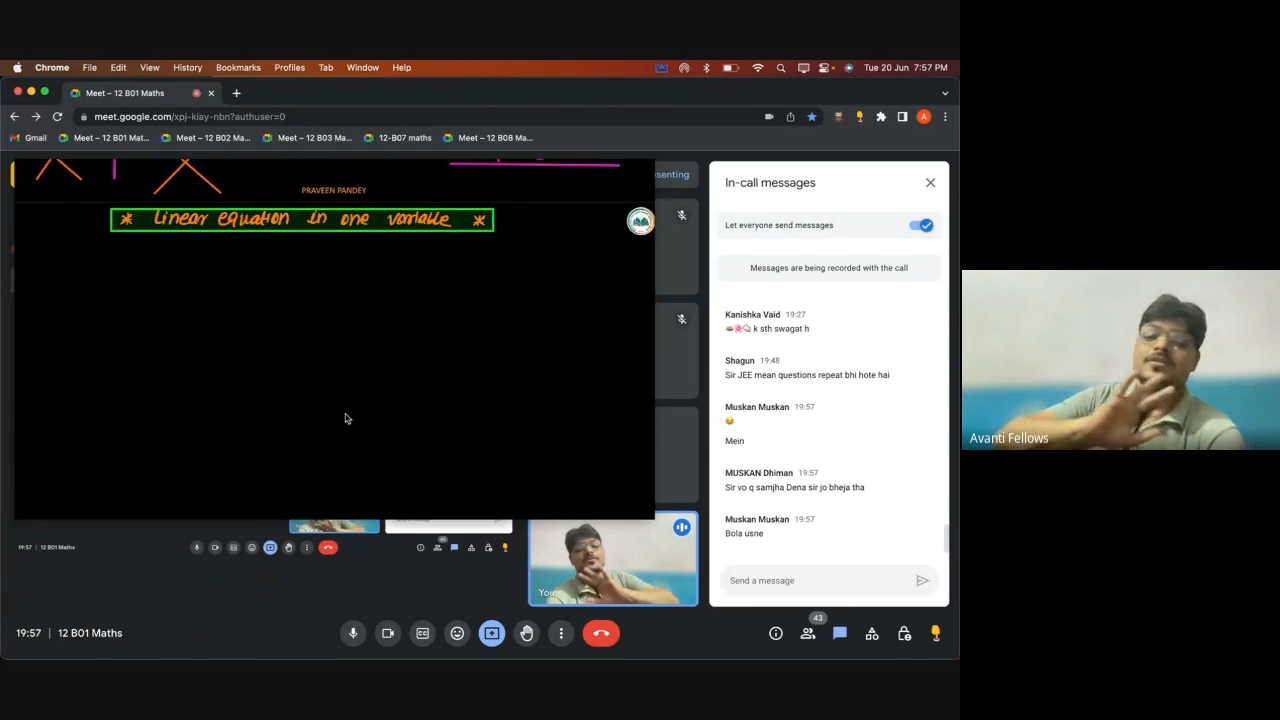 Chrome File Edit View History Bookmarks Profiles Tab Window Help Tue 20 Jun 7:57 PM
Meet – 12 B01 Maths
meet.google.com/xpj-kiay-nbn?authuser=0
Gmail Meet – 12 B01 Mat... Meet – 12 B02 Ma... Meet – 12 B03 Ma... 12-B07 maths Meet – 12 B08 Ma...
PRAVEEN PANDEY
* Linear equation in one variable *
esenting
In-call messages
Let everyone send messages
Messages are being recorded with the call
Kanishka Vaid 19:27
k sth swagat h
Shagun 19:48
Sir JEE mean questions repeat bhi hote hai
Muskan Muskan 19:57
😂
Mein
MUSKAN Dhiman 19:57
Sir vo q samjha Dena sir jo bheja tha
Muskan Muskan 19:57
Bola usne
Send a message
Avanti Fellows
19:57 | 12 B01 Maths
You
43
19:57 | 12 B01 Maths
A